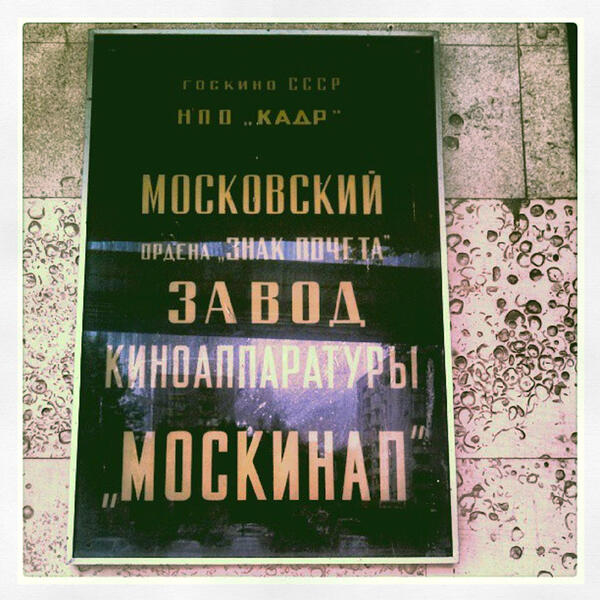 ГОСКИНО СССР
НПО „КАДР"
МОСКОВСКИЙ
ОРДЕНА „ЗНАК ПОЧЕТА"
ЗАВОД
КИНОАППАРАТУРЫ
„МОСКИНАП"